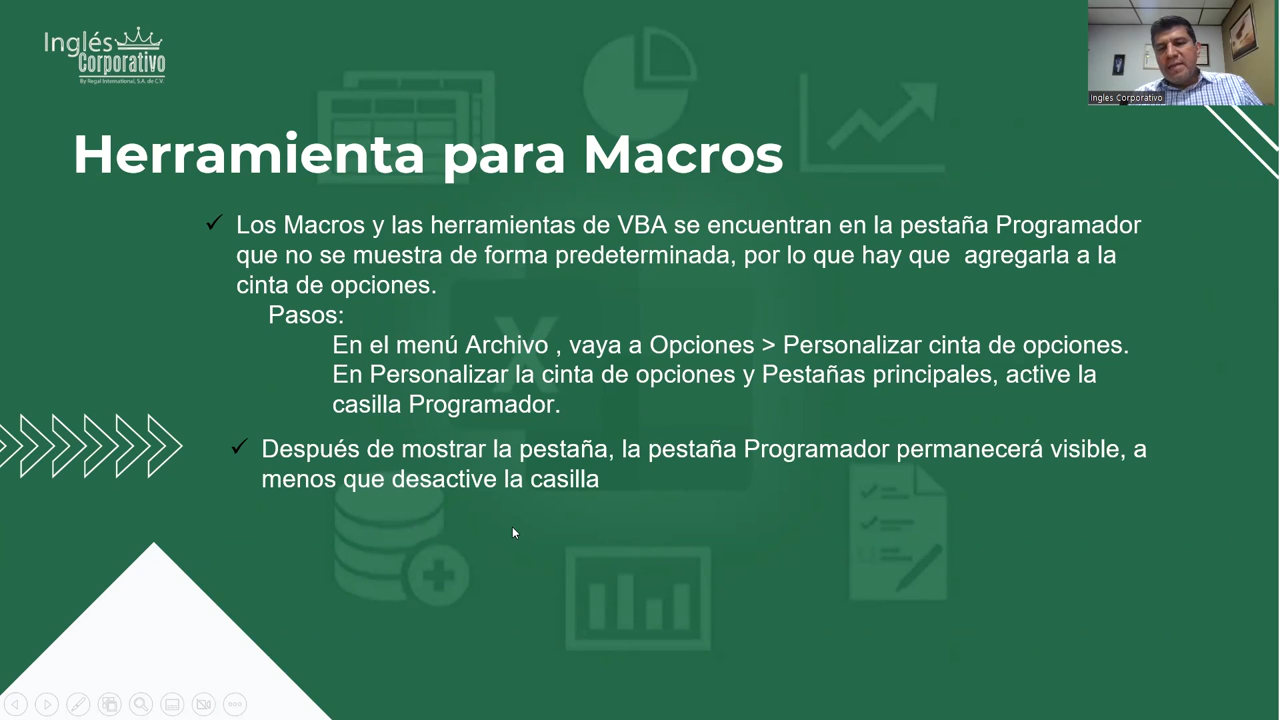 Inglés
Corporativo
By Regal International, S.A. de C.V.
Ingles Corporativo
Herramienta para Macros
Los Macros y las herramientas de VBA se encuentran en la pestaña Programador
que no se muestra de forma predeterminada, por lo que hay que  agregarla a la
cinta de opciones.
Pasos:
En el menú Archivo , vaya a Opciones > Personalizar cinta de opciones.
En Personalizar la cinta de opciones y Pestañas principales, active la
casilla Programador.
Después de mostrar la pestaña, la pestaña Programador permanecerá visible, a
menos que desactive la casilla